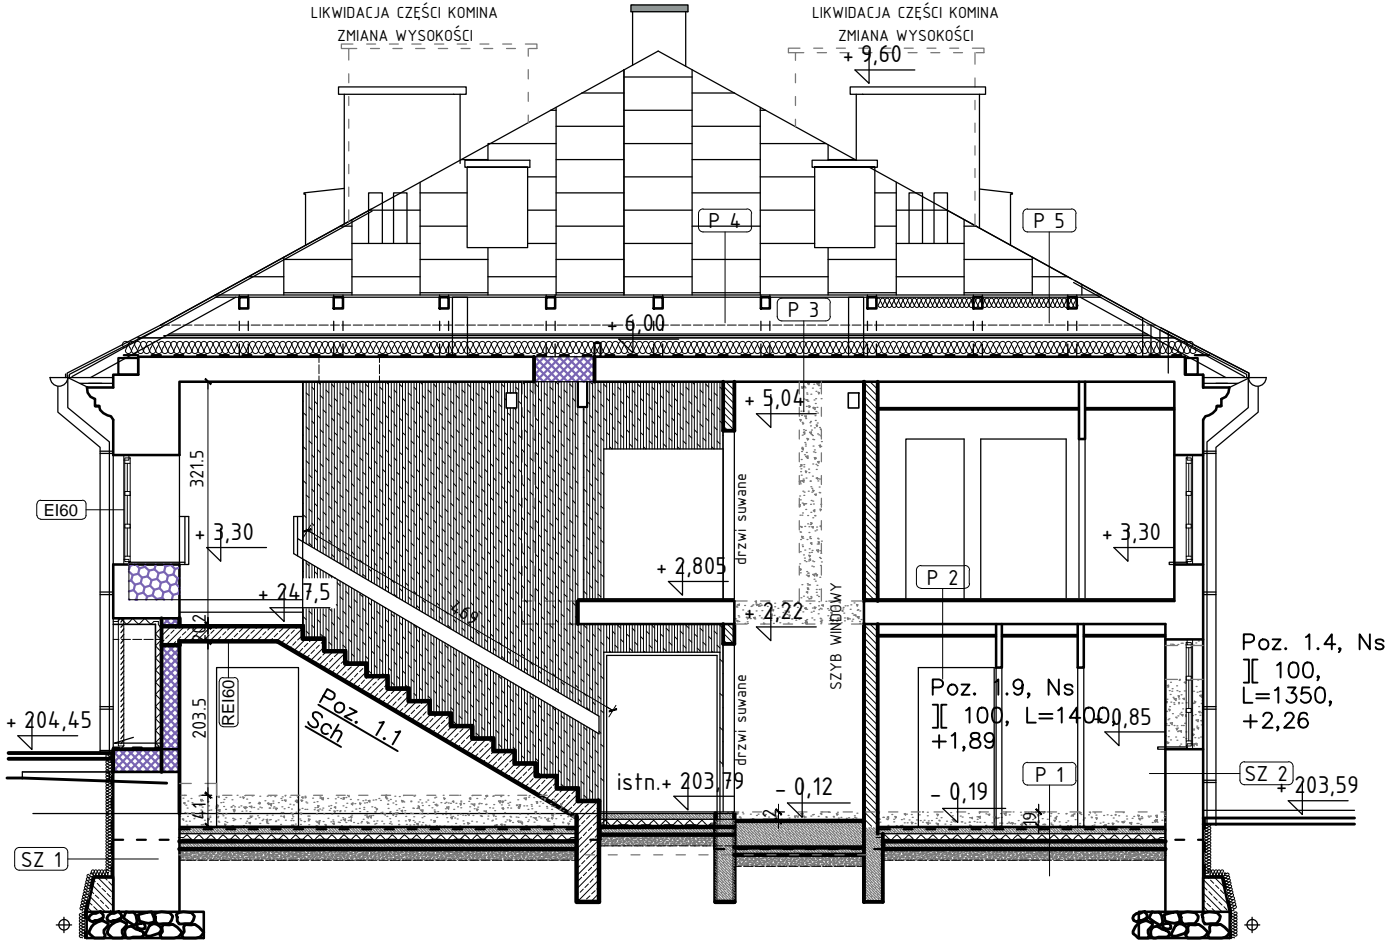 LIKWIDACJA CZĘŚCI KOMINA
ZMIANA WYSOKOŚCI
LIKWIDACJA CZĘŚCI KOMINA
ZMIANA WYSOKOŚCI
+ 9,60
P 4
P 5
P 3
+ 6,00
+ 5,04
321.5
drzwi suwane
EI60
+ 3,30
+ 3,30
+ 2,805
P 2
+ 247,5
469
+ 2,22
SZYB WINDOWY
Poz. 1.4, Ns
][ 100,
L=1350,
+2,26
REI60
Poz. 1.1
Sch
203.5
drzwi suwane
Poz. 1.9, Ns
][ 100, L=1400,
+1,89
+ 0,85
+ 204,45
istn.+ 203,79
- 0,12
- 0,19
P 1
SZ 2
+ 203,59
41
2
19
SZ 1